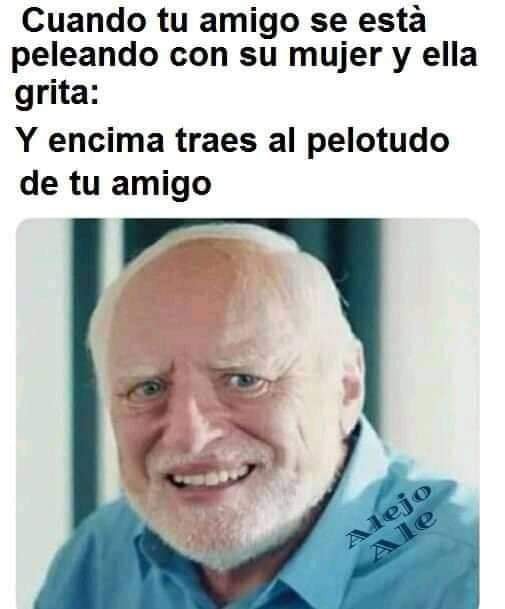 Cuando tu amigo se està
peleando con su mujer y ella
grita:
Y encima traes al pelotudo
de tu amigo
Alejo
Ale